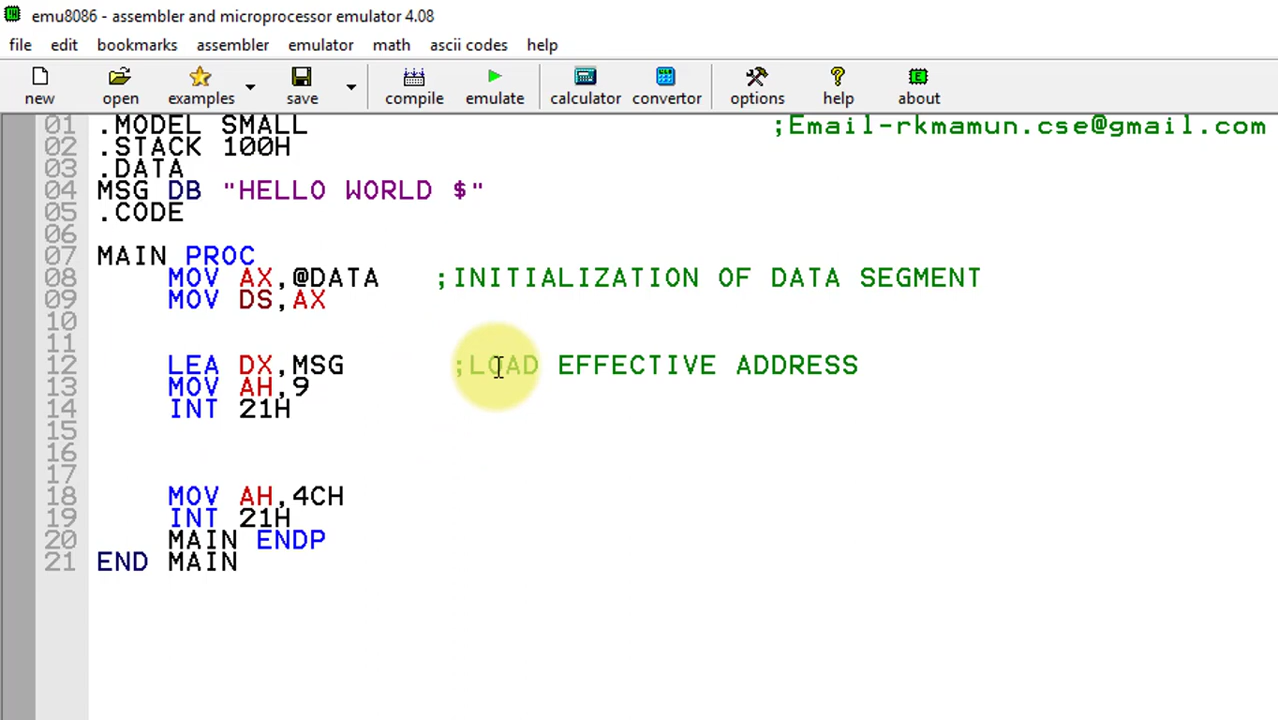 emu8086 - assembler and microprocessor emulator 4.08
file edit bookmarks assembler emulator math ascii codes help
new open examples save compile emulate calculator convertor options help about
01 .MODEL SMALL ;Email-rkmamun.cse@gmail.com
02 .STACK 100H
03 .DATA
04 MSG DB "HELLO WORLD $"
05 .CODE
06
07 MAIN PROC
08 MOV AX,@DATA ;INITIALIZATION OF DATA SEGMENT
09 MOV DS,AX
10
11
12 LEA DX,MSG ;LOAD EFFECTIVE ADDRESS
13 MOV AH,9
14 INT 21H
15
16
17
18 MOV AH,4CH
19 INT 21H
20 MAIN ENDP
21 END MAIN